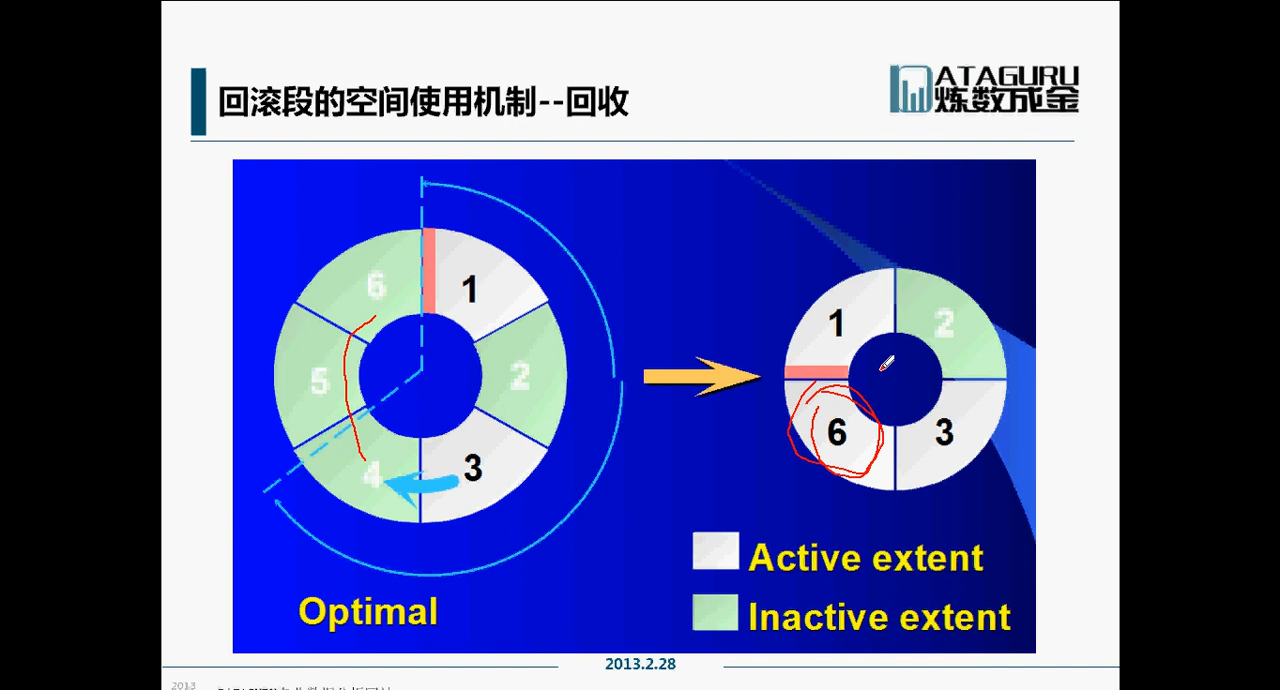 回滚段的空间使用机制--回收
ATAGURU
炼数成金
6
1
5
2
4
3
1
2
6
3
Active extent
Optimal
Inactive extent
2013.2.28
2013